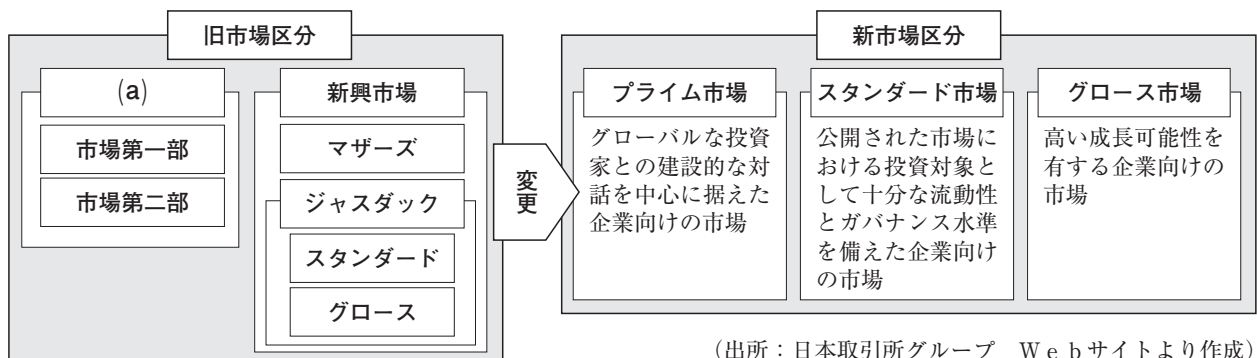 旧市場区分
(a)
市場第一部
市場第二部
新興市場
マザーズ
ジャスダック
スタンダード
グロース
変更
新市場区分
プライム市場
グローバルな投資
家との建設的な対
話を中心に据えた
企業向けの市場
スタンダード市場
公開された市場に
おける投資対象と
して十分な流動性
とガバナンス水準
を備えた企業向け
の市場
グロース市場
高い成長可能性を
有する企業向けの
市場
(出所:日本取引所グループ Webサイトより作成)